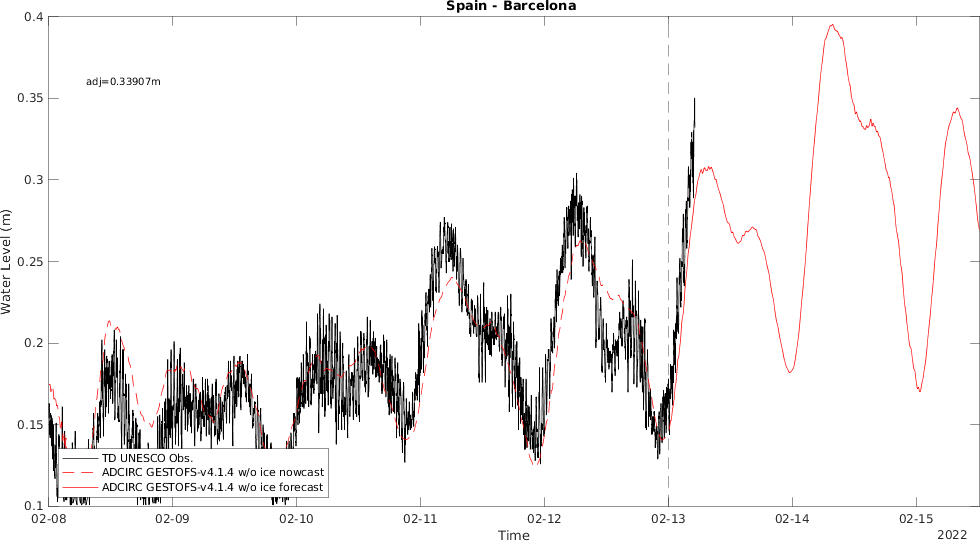 Spain - Barcelona
0.4
adj=0.33907m
0.35
0.3
0.25
0.2
0.15
0.1
Water Level (m)
TD UNESCO Obs.
ADCIRC GESTOFS-v4.1.4 w/o ice nowcast
ADCIRC GESTOFS-v4.1.4 w/o ice forecast
02-08 02-09 02-10 02-11 02-12 02-13 02-14 02-15
Time
2022